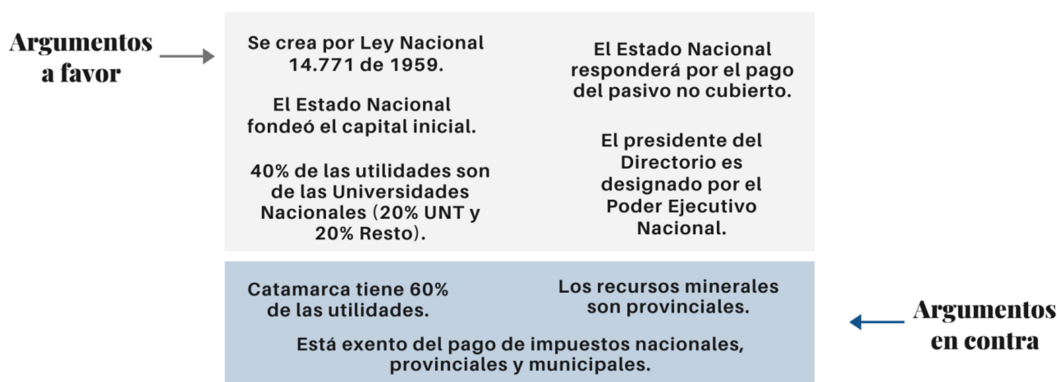 Argumentos
a favor
Se crea por Ley Nacional
14.771 de 1959.
El Estado Nacional
fondeó el capital inicial.
40% de las utilidades son
de las Universidades
Nacionales (20% UNT y
20% Resto).
El Estado Nacional
responderá por el pago
del pasivo no cubierto.
El presidente del
Directorio es
designado por el
Poder Ejecutivo
Nacional.
Catamarca tiene 60%
de las utilidades.
Los recursos minerales
son provinciales.
Está exento del pago de impuestos nacionales,
provinciales y municipales.
Argumentos
en contra